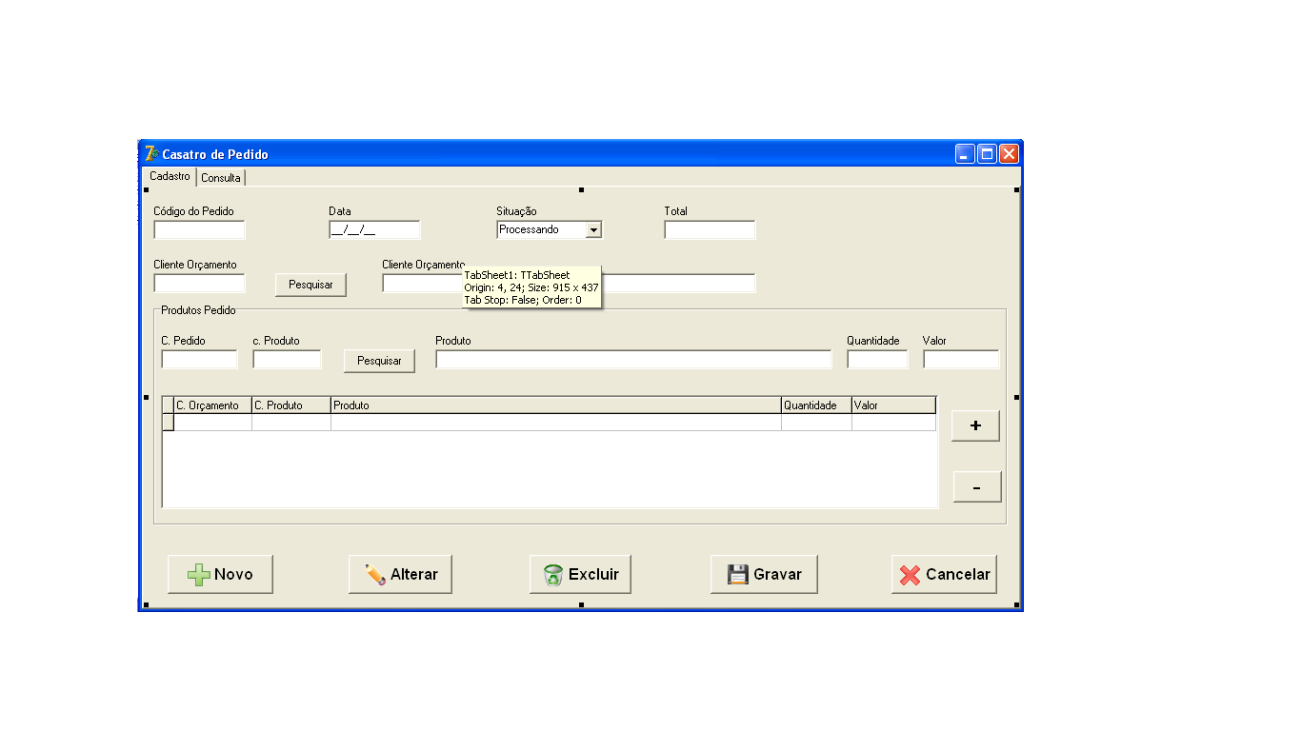 Casatro de Pedido
Cadastro Consulta
Código do Pedido Data Situação Total
__/__/__ Processando
Cliente Orçamento Cliente Orçamento
Pesquisar
TabSheet1: TTabSheet
Origin: 4, 24; Size: 915 x 437
Tab Stop: False; Order: 0
Produtos Pedido
C. Pedido c. Produto Produto Quantidade Valor
Pesquisar
C. Orçamento C. Produto Produto Quantidade Valor
+
-
Novo Alterar Excluir Gravar Cancelar